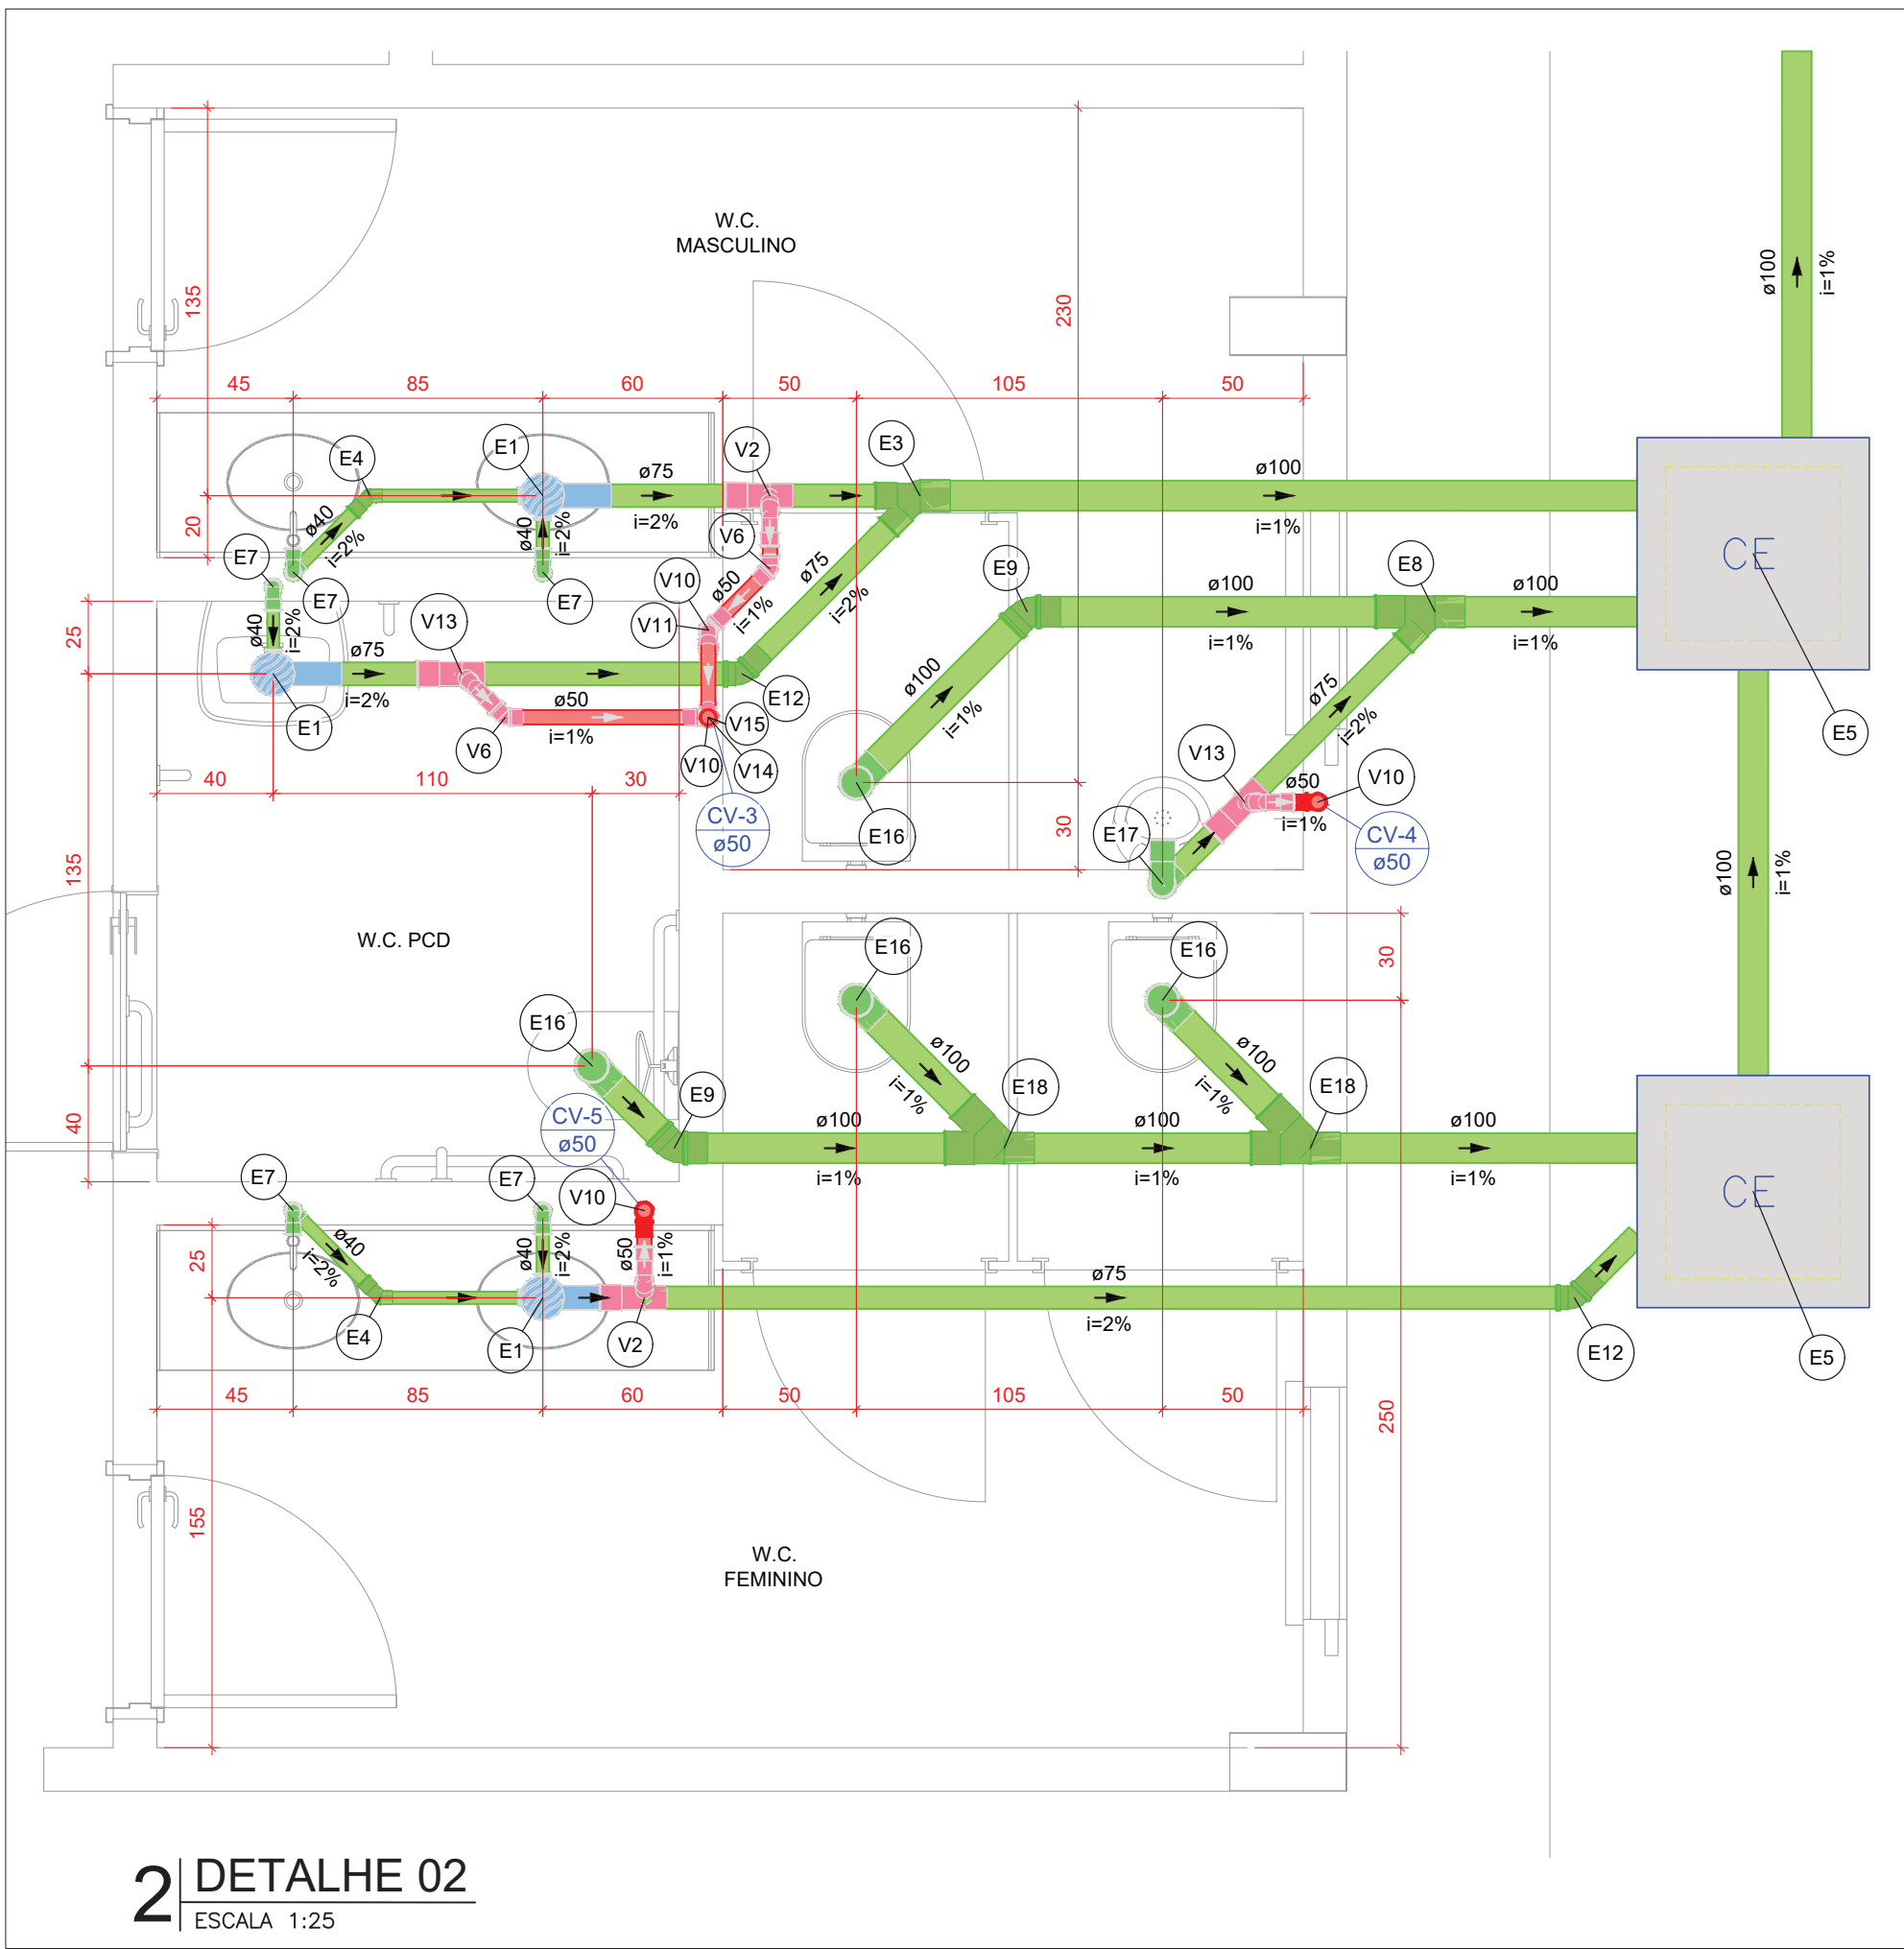 W.C.
MASCULINO
ø100
i=1%
135
230
45
85
60
50
105
50
E4
E1
V2
E3
ø75
i=2%
ø100
i=1%
20
ø40
i=2%
ø40
i=2%
V6
E7
E7
E7
V10
ø50
i=1%
ø75
i=2%
E9
ø100
i=1%
E8
ø100
i=1%
CE
E5
25
ø40
i=2%
V13
V11
ø75
i=2%
E1
ø50
i=1%
V6
E12
V15
V10
V14
ø100
i=1%
ø75
i=2%
V13
ø50
i=1%
V10
40
110
30
CV-3
ø50
E16
30
E17
CV-4
ø50
135
ø100
i=1%
W.C. PCD
E16
E16
30
E16
ø100
i=1%
ø100
i=1%
E9
E18
E18
CV-5
ø50
ø100
i=1%
ø100
i=1%
ø100
i=1%
40
E7
E7
V10
CE
25
ø40
i=2%
ø40
i=2%
ø50
i=1%
ø75
i=2%
E4
E1
V2
E12
E5
45
85
60
50
105
50
250
155
W.C.
FEMININO
2
DETALHE 02
ESCALA 1:25